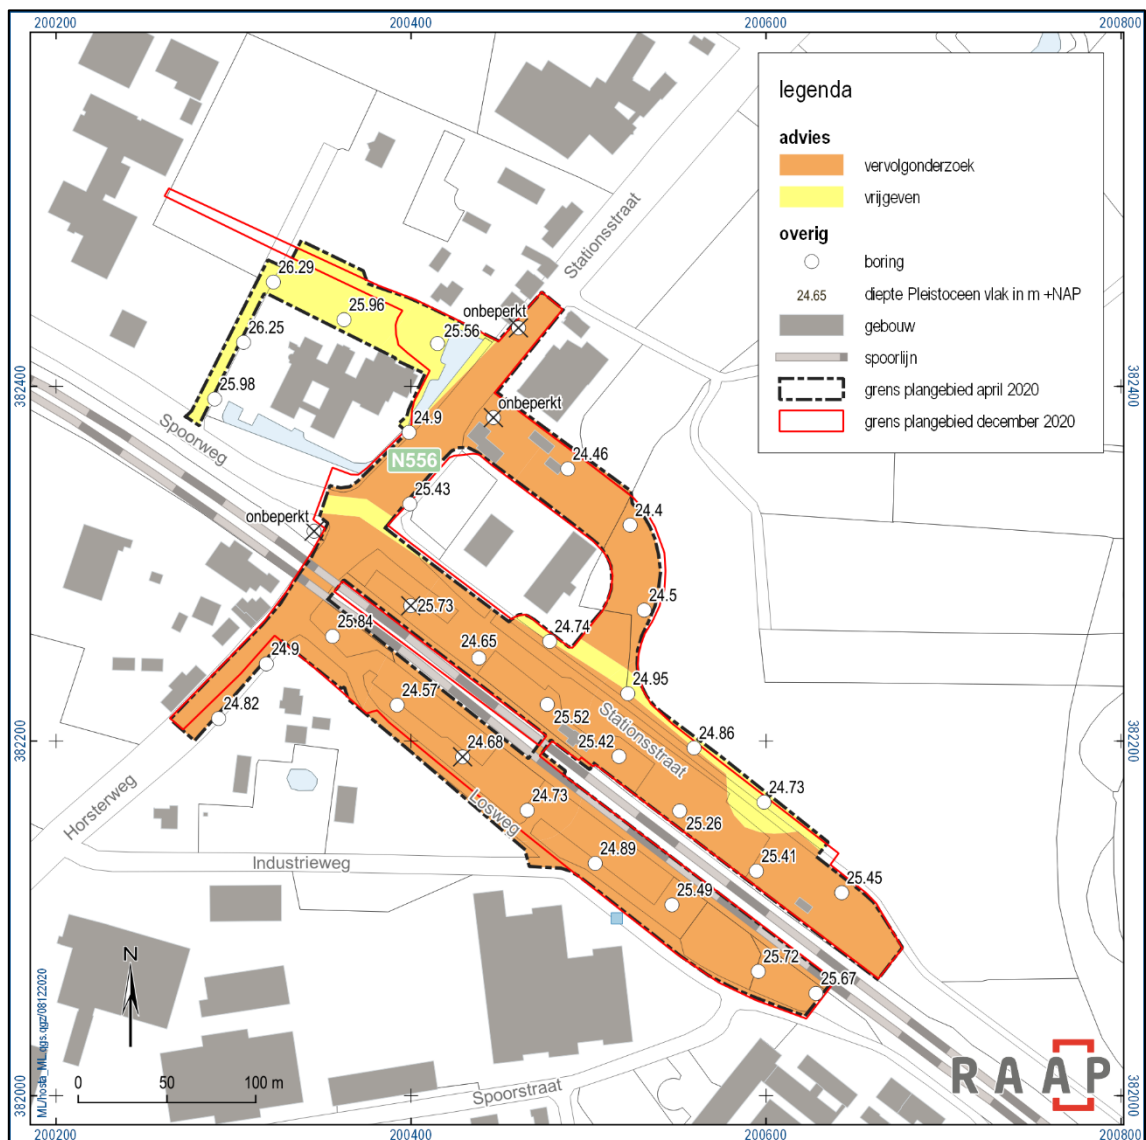 200200 200400 200600 200800
legenda
advies
vervolgonderzoek
vrijgeven
overig
boring
24.65 diepte Pleistoceen vlak in m +NAP
gebouw
spoorlijn
grens plangebied april 2020
grens plangebied december 2020
Stationsstraat
26.29
onbeperkt
25.96
26.25
25.56
382400 382400
25.98
onbeperkt
24.9
Spoorweg
N556
24.46
25.43
24.4
onbeperkt
25.73
24.5
25.84
24.74
24.65
24.9
24.95
24.57
24.82
25.52
Stationsstraat
24.86
25.42
24.68
382200 382200
24.73
Horsterweg
Losweg
24.73
25.26
Industrieweg
24.89
25.41
25.45
25.49
25.72
25.67
N
0 50 100 m
Spoorstraat
RAAP
382000 382000
200200 200400 200600 200800